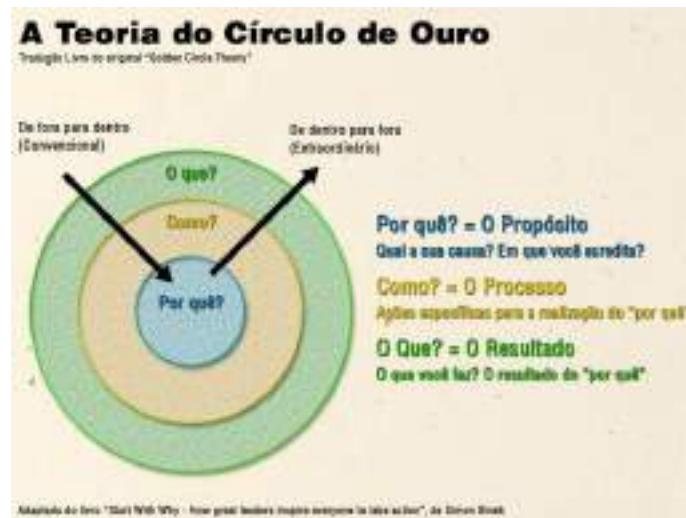 A Teoria do Círculo de Ouro
Tradução Livre do original "Golden Circle Theory"
De fora para dentro
(Convencional)
De dentro para fora
(Extraordinário)
O que?
Como?
Por quê?
Por quê? = O Propósito
Qual a sua causa? Em que você acredita?
Como? = O Processo
Ações específicas para a realização do "por quê"
O Que? = O Resultado
O que você faz? O resultado do "por quê"
Adaptado do livro "Start With Why - How great leaders inspire everyone to take action", de Simon Sinek